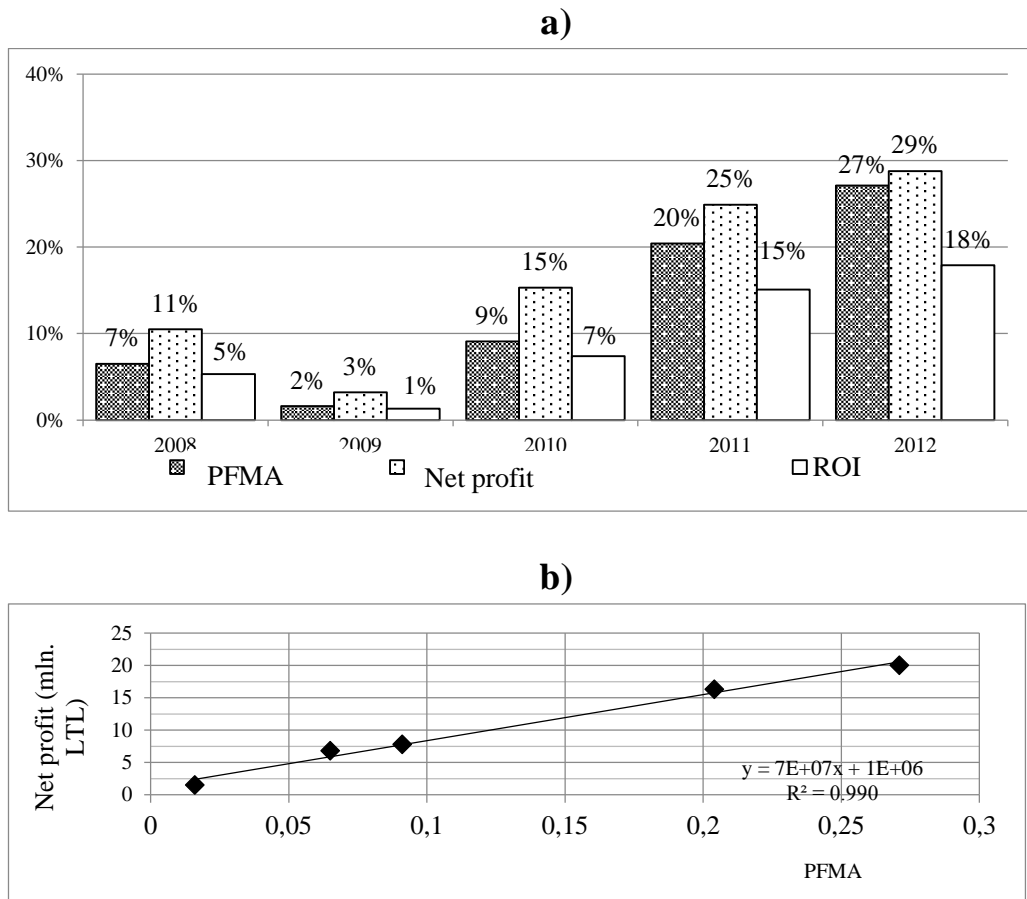 a)
40%
30%
20%
10%
0%
7% 11% 5% 2% 3% 1% 9% 15% 7% 20% 25% 15% 27% 29% 18%
2008 2009 2010 2011 2012
PFMA Net profit ROI
b)
Net profit (mln.
LTL)
25
20
15
10
5
0
y = 7E+07x + 1E+06
R² = 0.990
0 0,05 0,1 0,15 0,2 0,25 0,3
PFMA